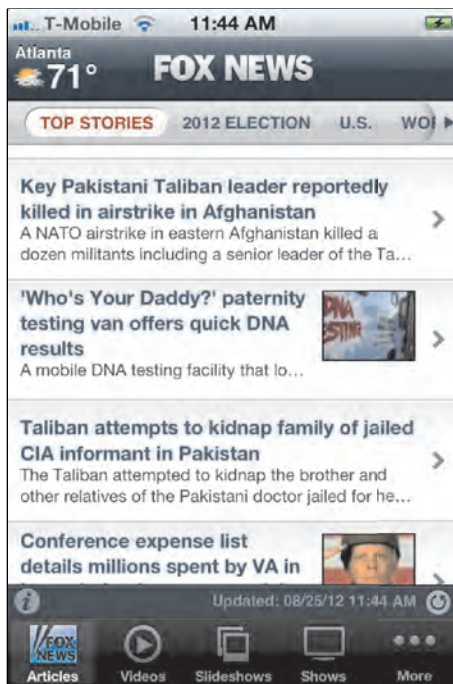 T-Mobile 11:44 AM
Atlanta
71°
FOX NEWS
TOP STORIES 2012 ELECTION U.S.
Key Pakistani Taliban leader reportedly
killed in airstrike in Afghanistan
A NATO airstrike in eastern Afghanistan killed a
dozen militants including a senior leader of the Ta...
'Who's Your Daddy?' paternity
testing van offers quick DNA
results
A mobile DNA testing facility that lo...
DNA
TESTING
Taliban attempts to kidnap family of jailed
CIA informant in Pakistan
The Taliban attempted to kidnap the brother and
other relatives of the Pakistani doctor jailed for he...
Conference expense list
details millions spent by VA in
Updated: 08/25/12 11:44 AM
FOX
NEWS
Articles Videos Slideshows Shows More